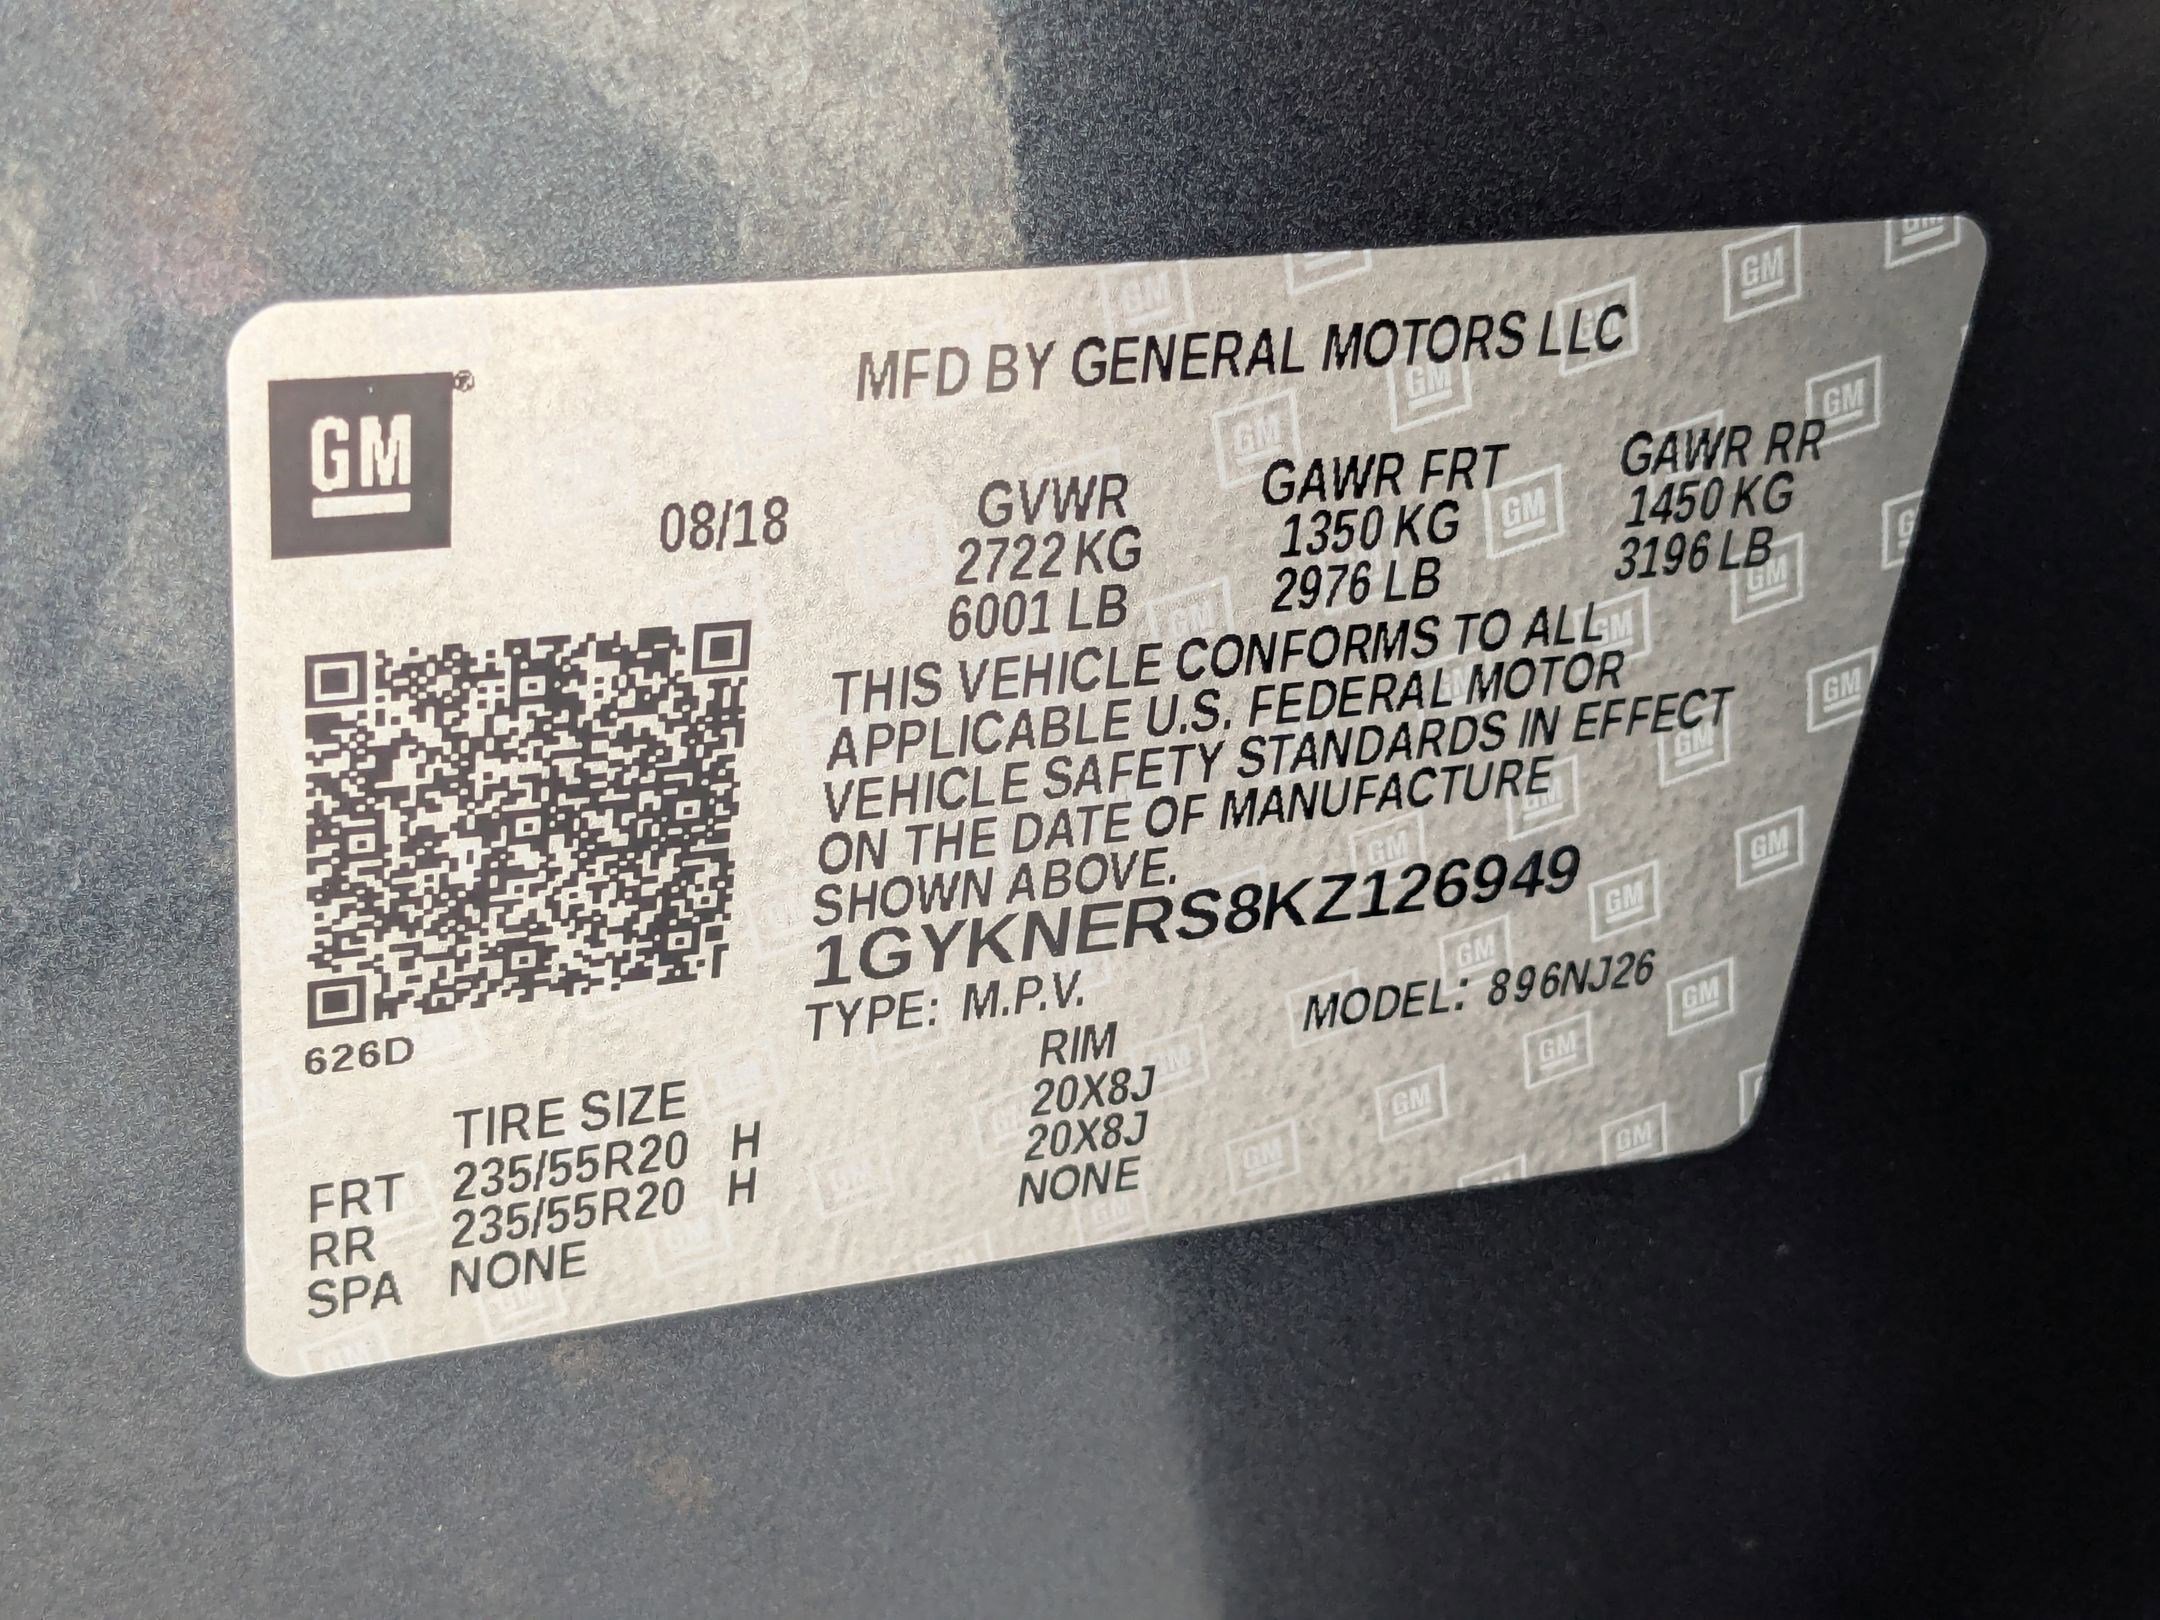 GM
MFD BY GENERAL MOTORS LLC
08/18
GVWR GAWR FRT GAWR RR
2722 KG 1350 KG 1450 KG
6001 LB 2976 LB 3196 LB
THIS VEHICLE CONFORMS TO ALL
APPLICABLE U.S. FEDERAL MOTOR
VEHICLE SAFETY STANDARDS IN EFFECT
ON THE DATE OF MANUFACTURE
SHOWN ABOVE.
1GYKNERS8KZ126949
TYPE: M.P.V. MODEL: 896NJ26
626D
TIRE SIZE RIM
FRT 235/55R20 H 20X8J
RR 235/55R20 H 20X8J
SPA NONE NONE